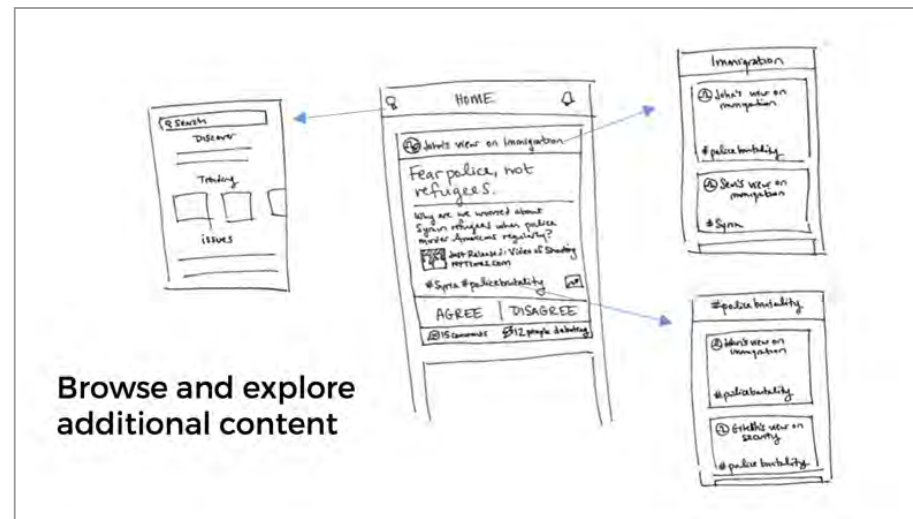 Search
Discover
Trending
issues
HOME
John's view on Immigration
Fear police, not
refugees.
Why are we worried about
Syrian refugees when police
murder Americans regularly?
Just Released: Video of Shooting
NYTimes.com
#Syria #policebrutality
AGREE | DISAGREE
15 comments 12 people debating
Immigration
John's view on
immigration
#policebrutality
view on
immigration
#Syria
#policebrutality
John's view on
immigration
#policebrutality
view on
security
#policebrutality
Browse and explore
additional content